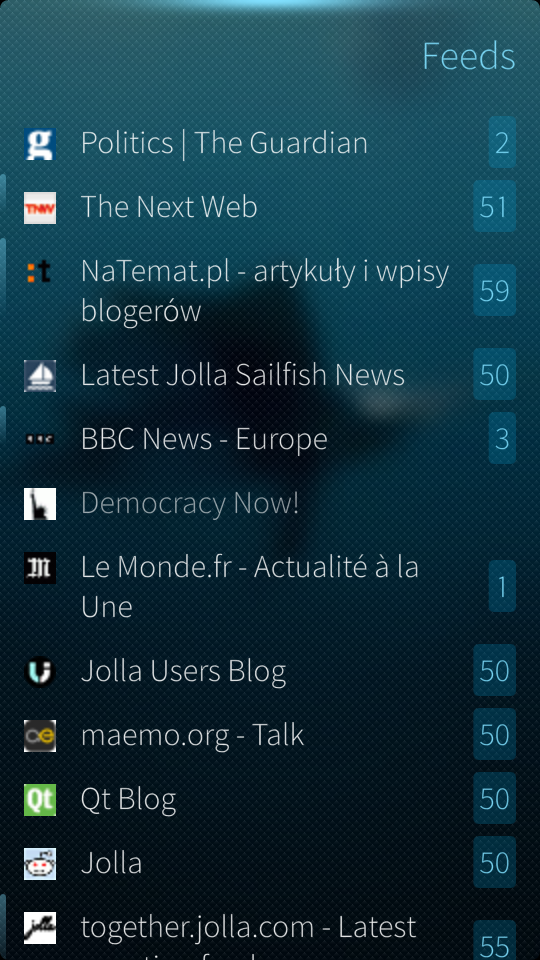 Feeds
Politics | The Guardian 2
TNW The Next Web 51
:t NaTemat.pl - artykuły i wpisy
blogerów 59
Latest Jolla Sailfish News 50
BBC BBC News - Europe 3
Democracy Now!
Le Monde.fr - Actualité à la
Une 1
Jolla Users Blog 50
maemo.org - Talk 50
Qt Qt Blog 50
Jolla 50
together.jolla.com - Latest
55